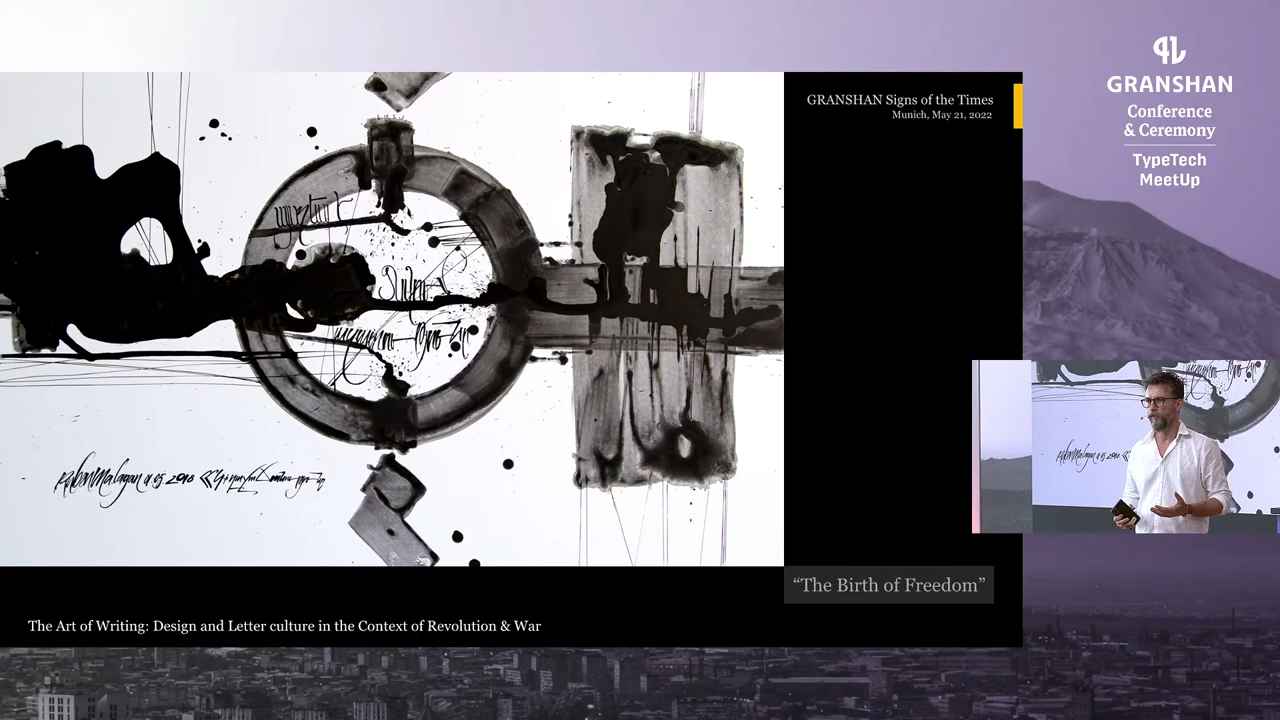 GRANSHAN Signs of the Times
Munich, May 21, 2022
GRANSHAN
Conference
& Ceremony
TypeTech
MeetUp
2018
“The Birth of Freedom”
The Art of Writing: Design and Letter culture in the Context of Revolution & War